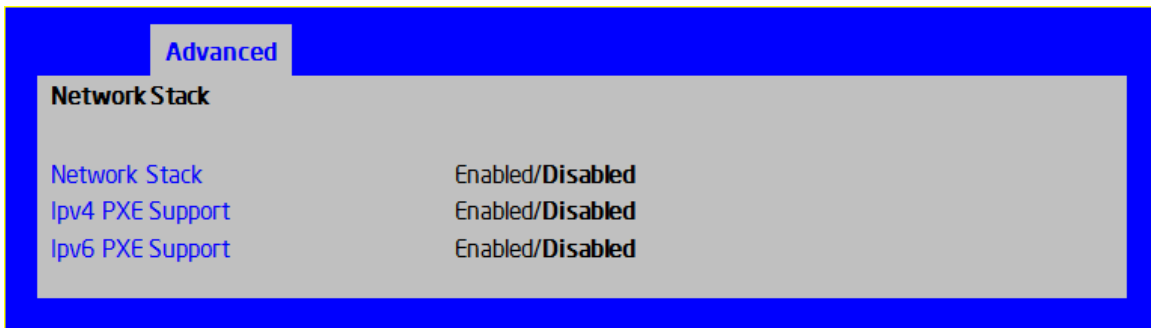 Advanced
Network Stack
Network Stack Enabled/Disabled
Ipv4 PXE Support Enabled/Disabled
Ipv6 PXE Support Enabled/Disabled